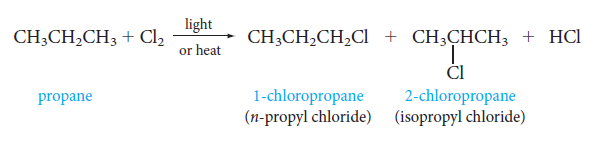 CH₃CH₂CH₃ + Cl₂ light or heat → CH₃CH₂CH₂Cl + CH₃CHCH₃ + HCl
Cl
propane 1-chloropropane 2-chloropropane
(n-propyl chloride) (isopropyl chloride)